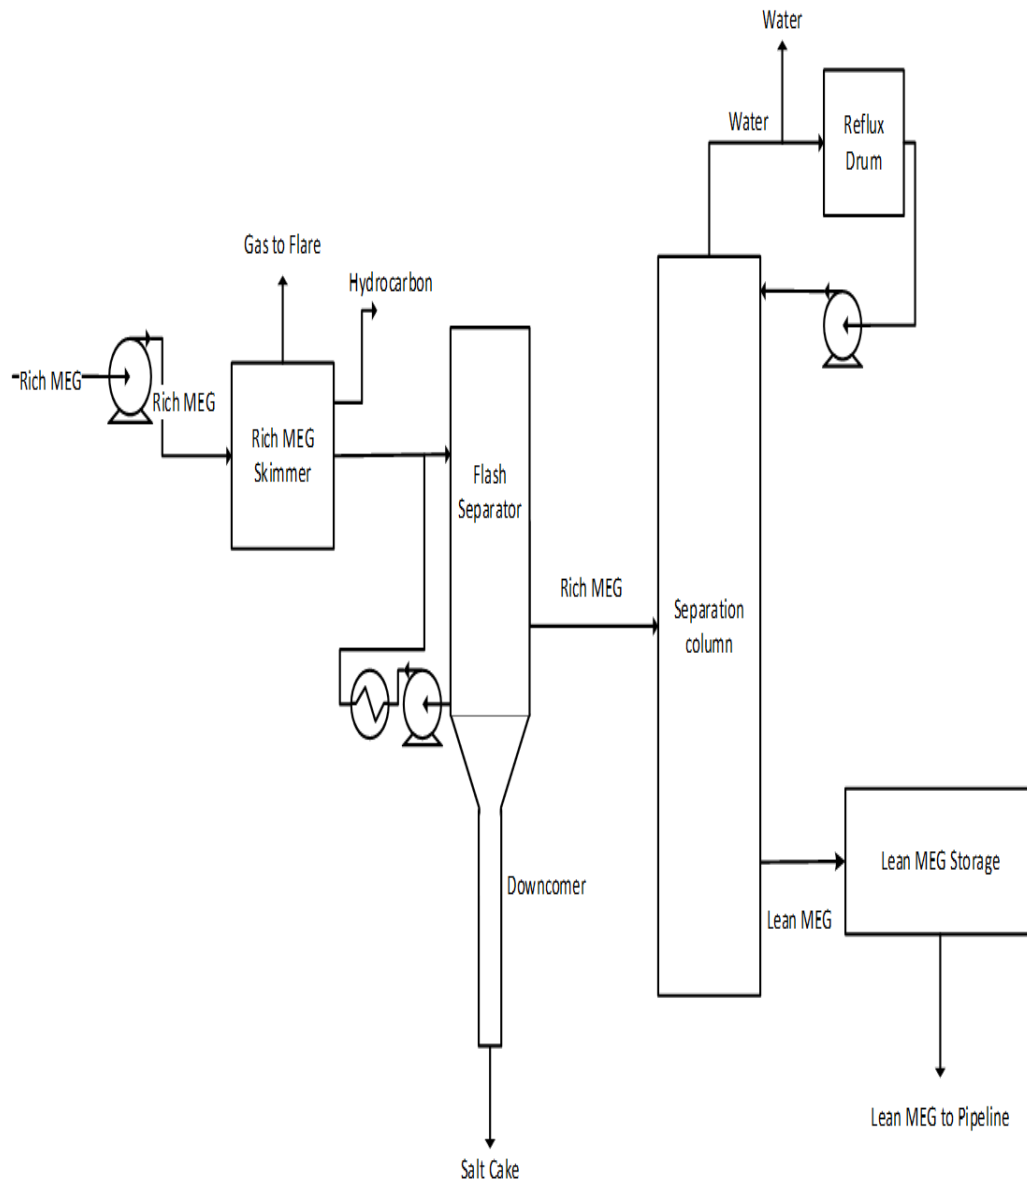 Water
Water
Reflux
Drum
Gas to Flare
Hydrocarbon
Rich MEG
Rich MEG
Rich MEG
Skimmer
Flash
Separator
Rich MEG
Separation
column
Lean MEG Storage
Downcomer
Lean MEG
Lean MEG to Pipeline
Salt Cake